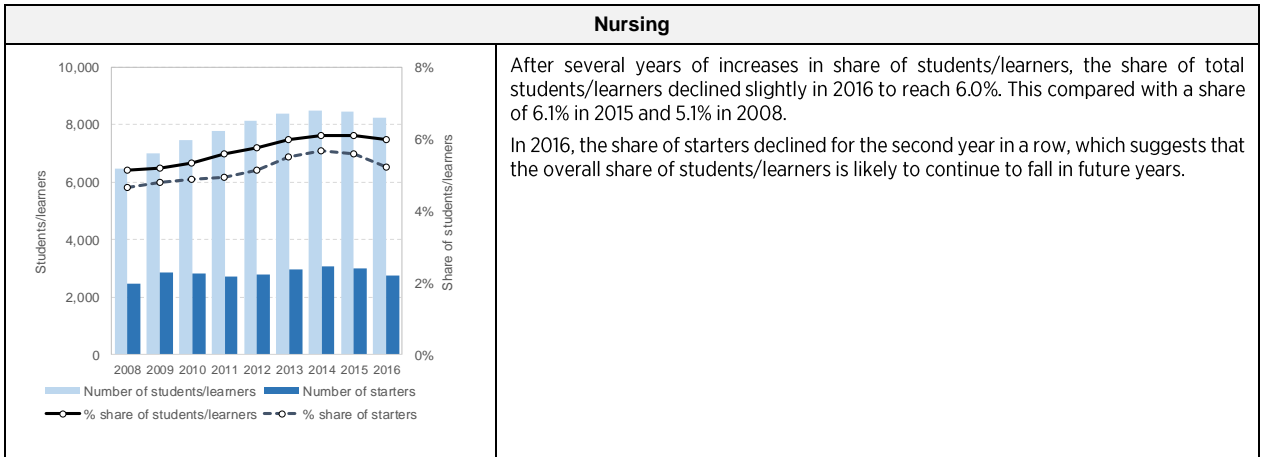 Nursing
10,000
8,000
6,000
4,000
2,000
0
Students/learners
8%
6%
4%
2%
0%
Share of students/learners
2008 2009 2010 2011 2012 2013 2014 2015 2016
Number of students/learners Number of starters
% share of students/learners % share of starters
After several years of increases in share of students/learners, the share of total
students/learners declined slightly in 2016 to reach 6.0%. This compared with a share
of 6.1% in 2015 and 5.1% in 2008.
In 2016, the share of starters declined for the second year in a row, which suggests that
the overall share of students/learners is likely to continue to fall in future years.